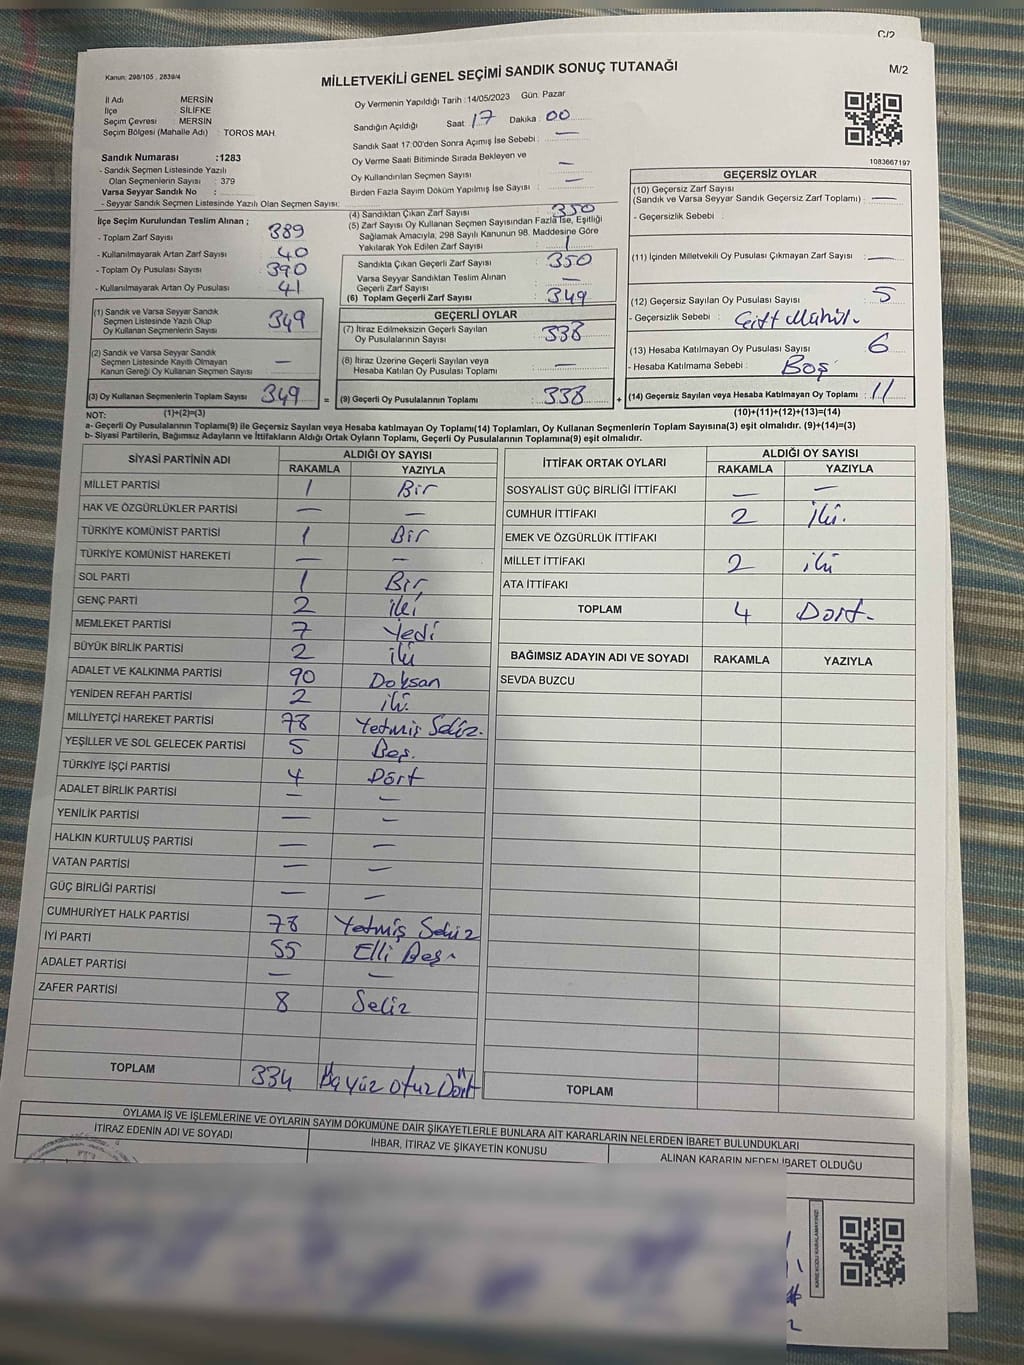 C/2
Kanun: 298/105 , 2839/4
MİLLETVEKİLİ GENEL SEÇİMİ SANDIK SONUÇ TUTANAĞI
M/2
İl Adı MERSİN
İlçe SİLİFKE
Seçim Çevresi : MERSİN
Seçim Bölgesi (Mahalle Adı) : TOROS MAH.
Oy Vermenin Yapıldığı Tarih : 14/05/2023 Gün: Pazar
Sandığın Açıldığı Saat : 17 Dakika : 00
Sandık Saat 17:00'den Sonra Açımış İse Sebebi : —
Oy Verme Saati Bitiminde Sırada Bekleyen ve
Oy Kullandırılan Seçmen Sayısı : —
Birden Fazla Sayım Döküm Yapılmış İse Sayısı : —
1083667197
Sandık Numarası :1283
- Sandık Seçmen Listesinde Yazılı
Olan Seçmenlerin Sayısı : 379
Varsa Seyyar Sandık No :
- Seyyar Sandık Seçmen Listesinde Yazılı Olan Seçmen Sayısı:
İlçe Seçim Kurulundan Teslim Alınan ;
- Toplam Zarf Sayısı : 389
- Kullanılmayarak Artan Zarf Sayısı : 40
- Toplam Oy Pusulası Sayısı : 390
- Kullanılmayarak Artan Oy Pusulası : 41
(1) Sandık ve Varsa Seyyar Sandık
Seçmen Listesinde Yazılı Olup
Oy Kullanan Seçmenlerin Sayısı : 349
(2) Sandık ve Varsa Seyyar Sandık
Seçmen Listesinde Kayıtlı Olmayan
Kanun Gereği Oy Kullanan Seçmen Sayısı : —
(3) Oy Kullanan Seçmenlerin Toplam Sayısı : 349 =
(4) Sandıktan Çıkan Zarf Sayısı : 350
(5) Zarf Sayısı Oy Kullanan Seçmen Sayısından Fazla İse, Eşitliği
Sağlamak Amacıyla, 298 Sayılı Kanunun 98. Maddesine Göre
Yakılarak Yok Edilen Zarf Sayısı : 1
Sandıkta Çıkan Geçerli Zarf Sayısı : 350
Varsa Seyyar Sandıktan Teslim Alınan
Geçerli Zarf Sayısı :
(6) Toplam Geçerli Zarf Sayısı : 349
GEÇERLİ OYLAR
(7) İtiraz Edilmeksizin Geçerli Sayılan
Oy Pusulalarının Sayısı : 338
(8) İtiraz Üzerine Geçerli Sayılan veya
Hesaba Katılan Oy Pusulası Toplamı : —
(9) Geçerli Oy Pusulalarının Toplamı : 338 +
GEÇERSİZ OYLAR
(10) Geçersiz Zarf Sayısı
(Sandık ve Varsa Seyyar Sandık Geçersiz Zarf Toplamı) : —
- Geçersizlik Sebebi :
(11) İçinden Milletvekili Oy Pusulası Çıkmayan Zarf Sayısı : —
(12) Geçersiz Sayılan Oy Pusulası Sayısı : 5
- Geçersizlik Sebebi :
(13) Hesaba Katılmayan Oy Pusulası Sayısı : 6
- Hesaba Katılmama Sebebi : Boş
(14) Geçersiz Sayılan veya Hesaba Katılmayan Oy Toplamı : 11
NOT: (1)+(2)=(3)
(10)+(11)+(12)+(13)=(14)
a- Geçerli Oy Pusulalarının Toplamı(9) ile Geçersiz Sayılan veya Hesaba katılmayan Oy Toplamı(14) Toplamları, Oy Kullanan Seçmenlerin Toplam Sayısına(3) eşit olmalıdır. (9)+(14)=(3)
b- Siyasi Partilerin, Bağımsız Adayların ve İttifakların Aldığı Ortak Oyların Toplamı, Geçerli Oy Pusulalarının Toplamına(9) eşit olmalıdır.
SİYASİ PARTİNİN ADI ALDIĞI OY SAYISI
RAKAMLA YAZIYLA
MİLLET PARTİSİ 1 Bir
HAK VE ÖZGÜRLÜKLER PARTİSİ — —
TÜRKİYE KOMÜNİST PARTİSİ 1 Bir
TÜRKİYE KOMÜNİST HAREKETİ — —
SOL PARTİ 1 Bir
GENÇ PARTİ 2 iki
MEMLEKET PARTİSİ 7 Yedi
BÜYÜK BİRLİK PARTİSİ 2 iki
ADALET VE KALKINMA PARTİSİ 90 Doksan
YENİDEN REFAH PARTİSİ 2 iki
MİLLİYETÇİ HAREKET PARTİSİ 78 Yetmiş Sekiz.
YEŞİLLER VE SOL GELECEK PARTİSİ 5 Beş.
TÜRKİYE İŞÇİ PARTİSİ 4 Dört
ADALET BİRLİK PARTİSİ — —
YENİLİK PARTİSİ — —
HALKIN KURTULUŞ PARTİSİ — —
VATAN PARTİSİ — —
GÜÇ BİRLİĞİ PARTİSİ — —
CUMHURİYET HALK PARTİSİ 78 Yetmiş Sekiz
İYİ PARTİ 55 Elli Beş
ADALET PARTİSİ — —
ZAFER PARTİSİ 8 Sekiz
TOPLAM 334 Üç yüz otuz Dört
İTTİFAK ORTAK OYLARI ALDIĞI OY SAYISI
RAKAMLA YAZIYLA
SOSYALİST GÜÇ BİRLİĞİ İTTİFAKI — —
CUMHUR İTTİFAKI 2 iki.
EMEK VE ÖZGÜRLÜK İTTİFAKI
MİLLET İTTİFAKI 2 iki
ATA İTTİFAKI
TOPLAM 4 Dört.
BAĞIMSIZ ADAYIN ADI VE SOYADI RAKAMLA YAZIYLA
SEVDA BUZCU
TOPLAM
OYLAMA İŞ VE İŞLEMLERİNE VE OYLARIN SAYIM DÖKÜMÜNE DAİR ŞİKAYETLERLE BUNLARA AİT KARARLARIN NELERDEN İBARET BULUNDUKLARI
İTİRAZ EDENİN ADI VE SOYADI İHBAR, İTİRAZ VE ŞİKAYETİN KONUSU ALINAN KARARIN NEDEN İBARET OLDUĞU
KARE KODU KARALAMAYINIZ!